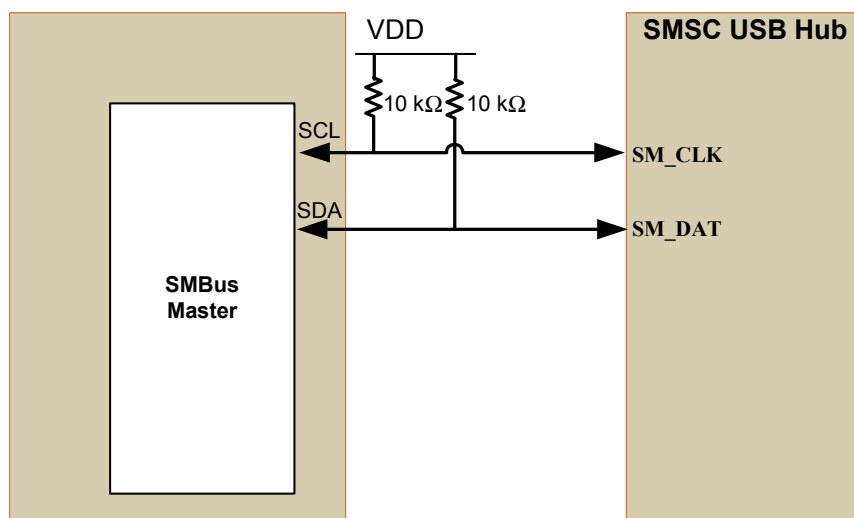 VDD
SMSC USB Hub
10 kΩ
10 kΩ
SCL
SM_CLK
SDA
SM_DAT
SMBus
Master